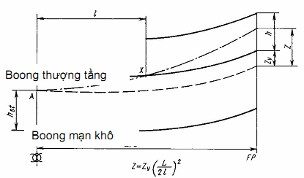 l
h
Z
Zv
X
Boong thượng tầng
A
hst
Boong mạn khô
FP
Z=Zv(L/2l)²